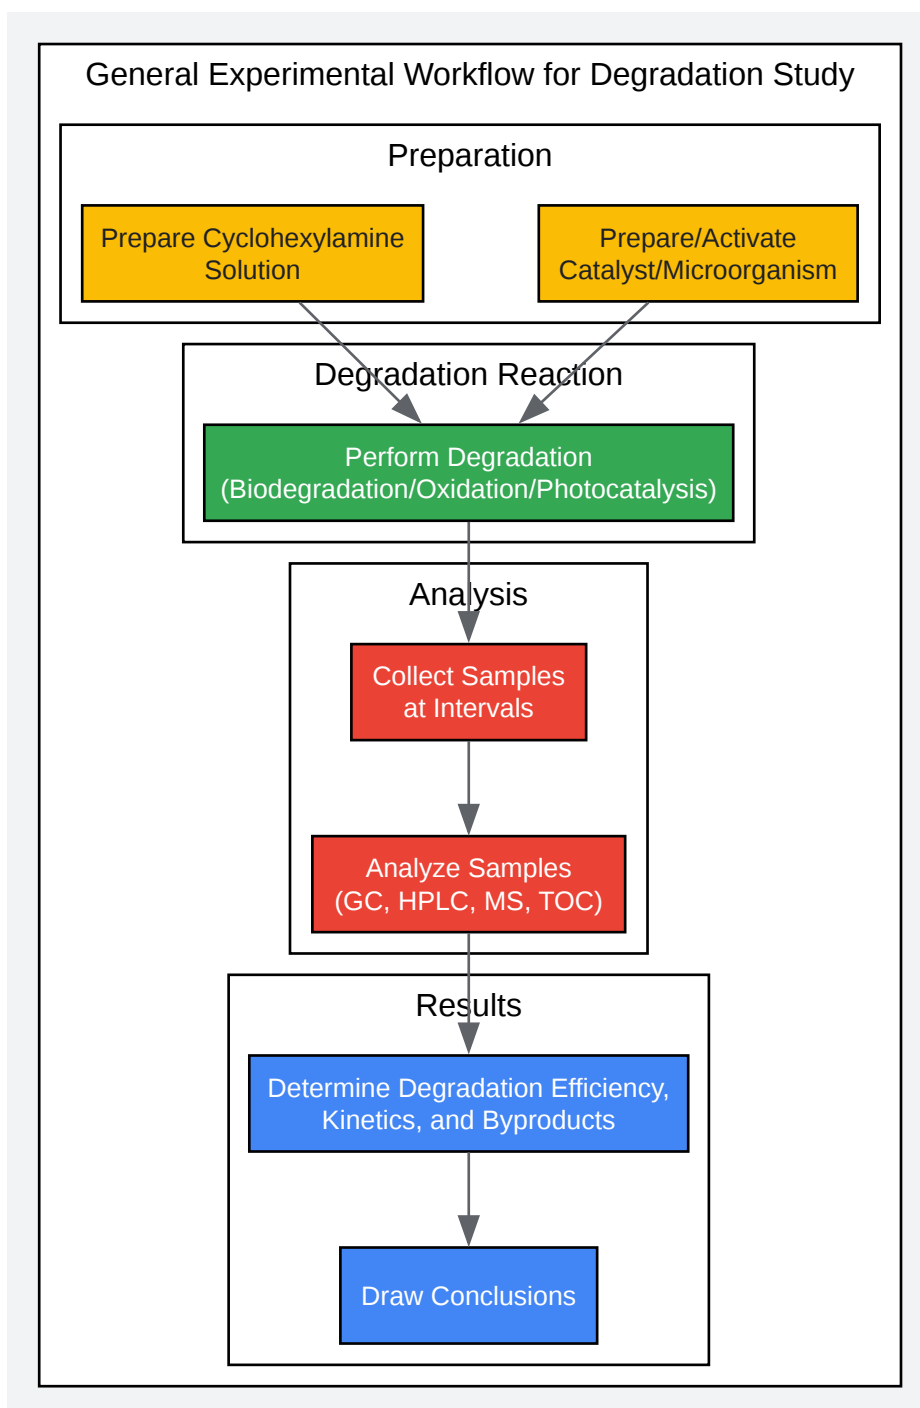 General Experimental Workflow for Degradation Study
Preparation
Prepare Cyclohexylamine
Solution
Prepare/Activate
Catalyst/Microorganism
Degradation Reaction
Perform Degradation
(Biodegradation/Oxidation/Photocatalysis)
Analysis
Collect Samples
at Intervals
Analyze Samples
(GC, HPLC, MS, TOC)
Results
Determine Degradation Efficiency,
Kinetics, and Byproducts
Draw Conclusions